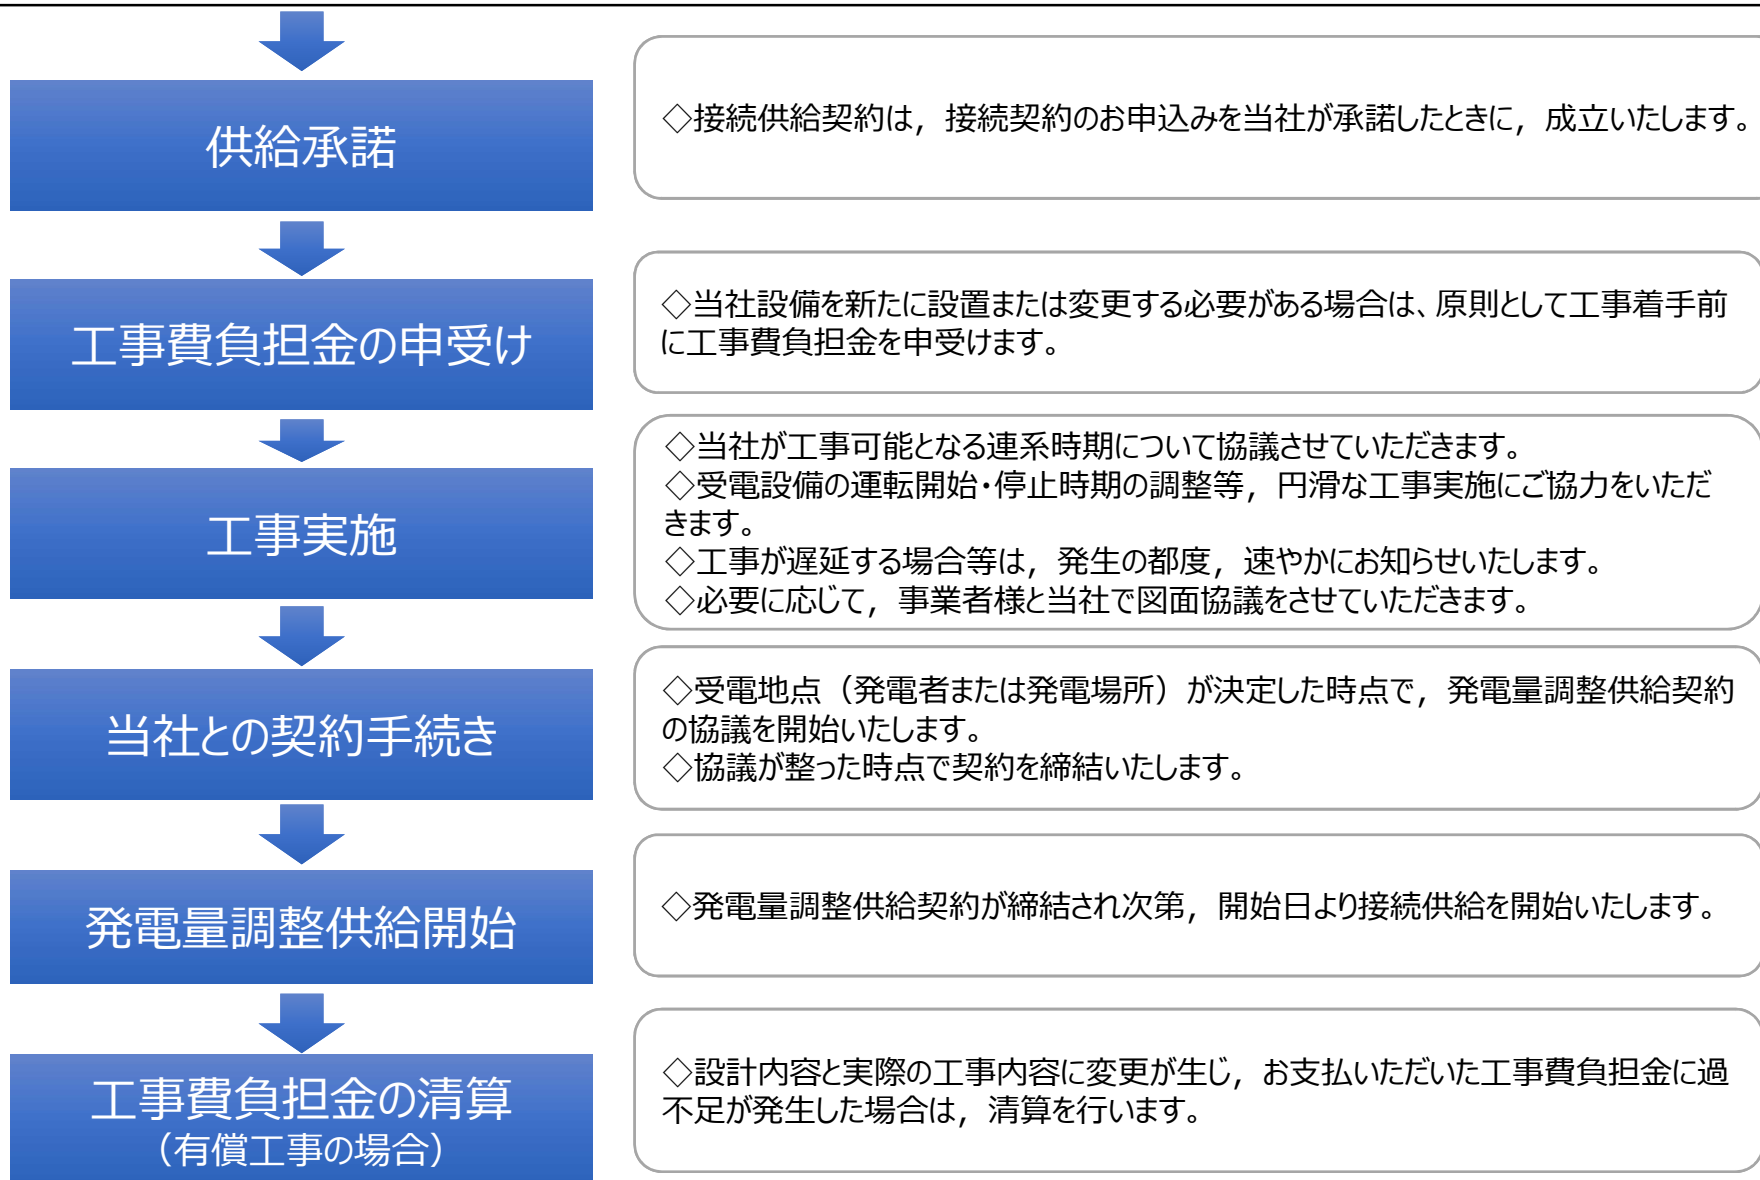 供給承諾
◇接続供給契約は，接続契約のお申込みを当社が承諾したときに，成立いたします。
工事費負担金の申受け
◇当社設備を新たに設置または変更する必要がある場合は、原則として工事着手前
に工事費負担金を申受けます。
工事実施
◇当社が工事可能となる連系時期について協議させていただきます。
◇受電設備の運転開始・停止時期の調整等，円滑な工事実施にご協力をいただ
きます。
◇工事が遅延する場合等は，発生の都度，速やかにお知らせいたします。
◇必要に応じて，事業者様と当社で図面協議をさせていただきます。
当社との契約手続き
◇受電地点（発電者または発電場所）が決定した時点で，発電量調整供給契約
の協議を開始いたします。
◇協議が整った時点で契約を締結いたします。
発電量調整供給開始
◇発電量調整供給契約が締結され次第，開始日より接続供給を開始いたします。
工事費負担金の清算
（有償工事の場合）
◇設計内容と実際の工事内容に変更が生じ，お支払いただいた工事費負担金に過
不足が発生した場合は，清算を行います。